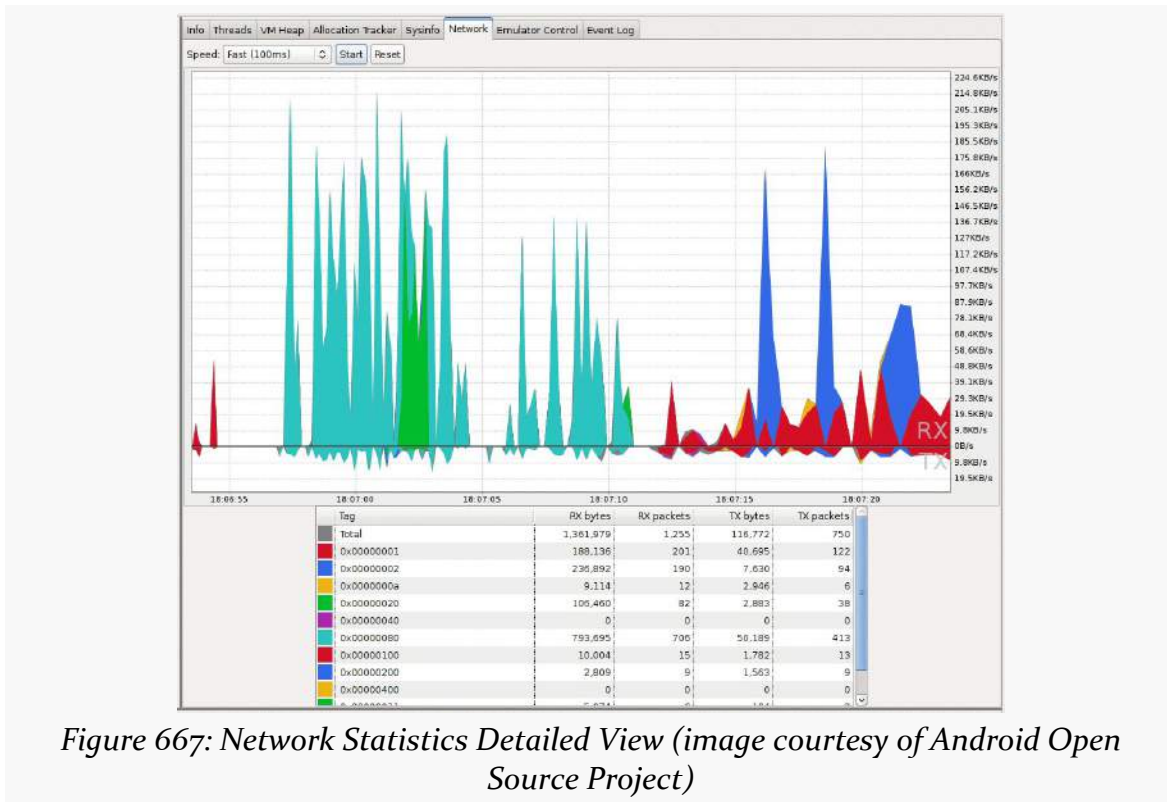 Info Threads VM Heap Allocation Tracker Sysinfo Network Emulator Control Event Log
Speed: Fast (100ms) Start Reset
224.6KB/s
214.8KB/s
205.1KB/s
195.3KB/s
185.5KB/s
175.8KB/s
166KB/s
156.2KB/s
146.5KB/s
136.7KB/s
127KB/s
117.2KB/s
107.4KB/s
97.7KB/s
87.9KB/s
78.1KB/s
68.4KB/s
58.6KB/s
48.8KB/s
39.1KB/s
29.3KB/s
19.5KB/s
RX 9.8KB/s
0B/s
TX 9.8KB/s
19.5KB/s
18:06:55 18:07:00 18:07:05 18:07:10 18:07:15 18:07:20
Tag RX bytes RX packets TX bytes TX packets
Total 1,361,979 1,255 116,772 750
0x00000001 188,136 201 48,695 122
0x00000002 236,892 190 7,630 94
0x0000000a 9,114 12 2,946 6
0x00000020 106,460 82 2,883 38
0x00000040 0 0 0 0
0x00000080 793,695 706 50,189 413
0x00000100 10,004 15 1,782 13
0x00000200 2,809 9 1,563 9
0x00000400 0 0 0 0
Figure 667: Network Statistics Detailed View (image courtesy of Android Open
Source Project)